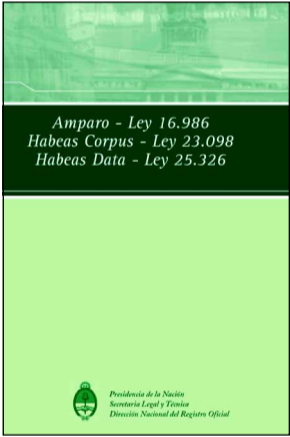 Amparo - Ley 16.986
Habeas Corpus - Ley 23.098
Habeas Data - Ley 25.326
Presidencia de la Nación
Secretaría Legal y Técnica
Dirección Nacional del Registro Oficial